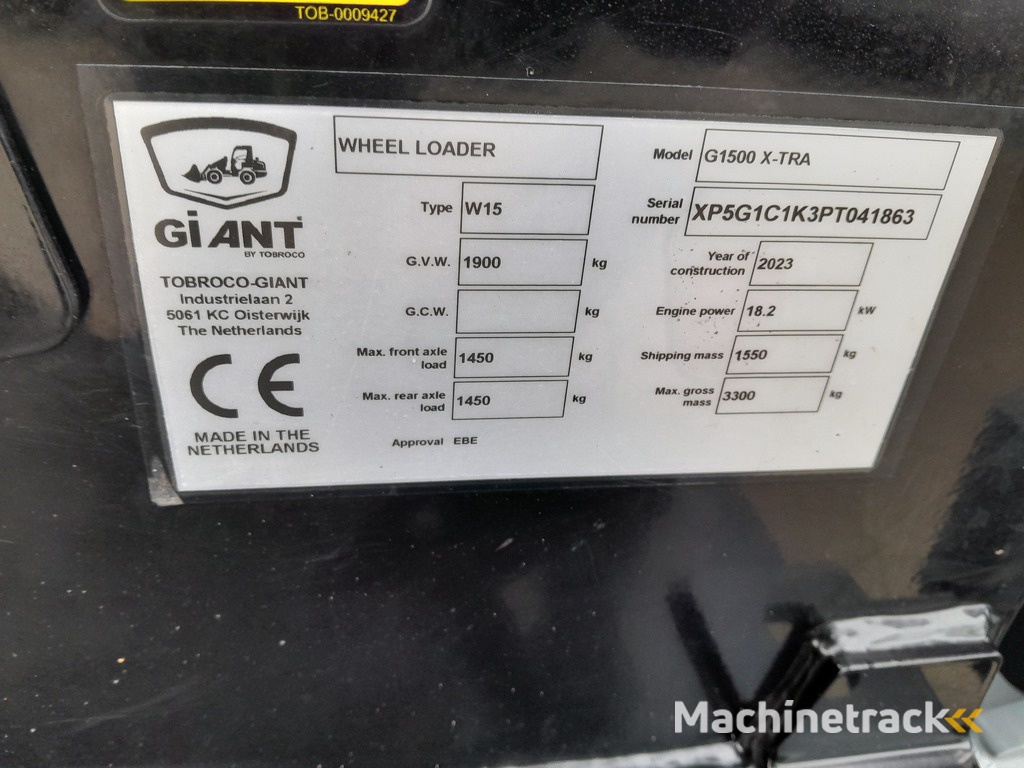 TOB-0009427
GiANT
BY TOBROCO
TOBROCO-GIANT
Industrielaan 2
5061 KC Oisterwijk
The Netherlands
CE
MADE IN THE
NETHERLANDS
WHEEL LOADER
Type W15
G.V.W. 1900 kg
G.C.W. kg
Max. front axle
load 1450 kg
Max. rear axle
load 1450 kg
Approval EBE
Model G1500 X-TRA
Serial
number XP5G1C1K3PT041863
Year of
construction 2023
Engine power 18.2 kW
Shipping mass 1550 kg
Max. gross
mass 3300 kg
Machinetrack